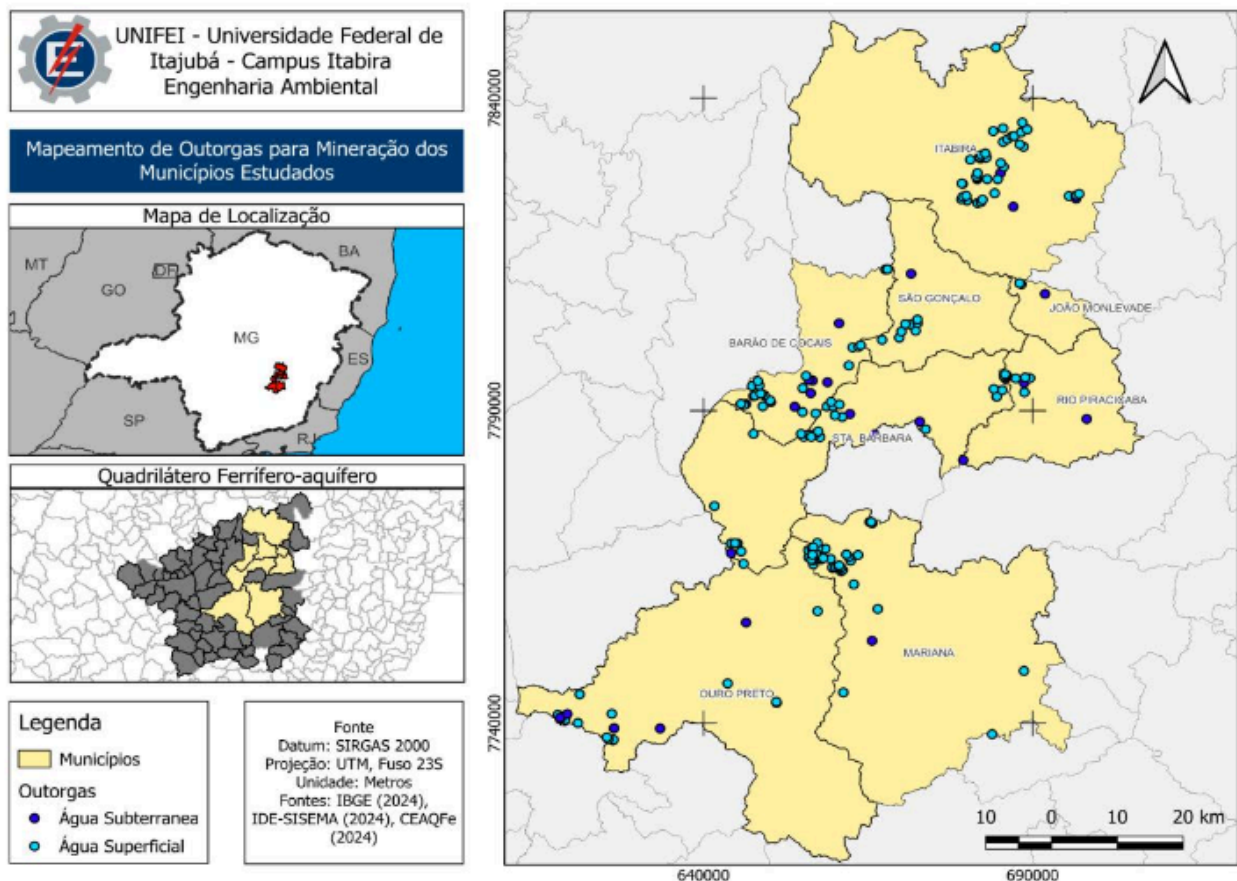 UNIFEI - Universidade Federal de
Itajubá - Campus Itabira
Engenharia Ambiental
Mapeamento de Outorgas para Mineração dos
Municípios Estudados
Mapa de Localização
MT
DF
BA
GO
MG
ES
SP
RJ
Quadrilátero Ferrífero-aquífero
Legenda
Municípios
Outorgas
Água Subterranea
Água Superficial
Fonte
Datum: SIRGAS 2000
Projeção: UTM, Fuso 23S
Unidade: Metros
Fontes: IBGE (2024),
IDE-SISEMA (2024), CEAQFe
(2024)
7840000
7790000
7740000
ITABIRA
SÃO GONÇALO
JOÃO MONLEVADE
BARÃO DE COCAIS
RIO PIRACICABA
STA. BARBARA
MARIANA
OURO PRETO
10 0 10 20 km
640000 690000